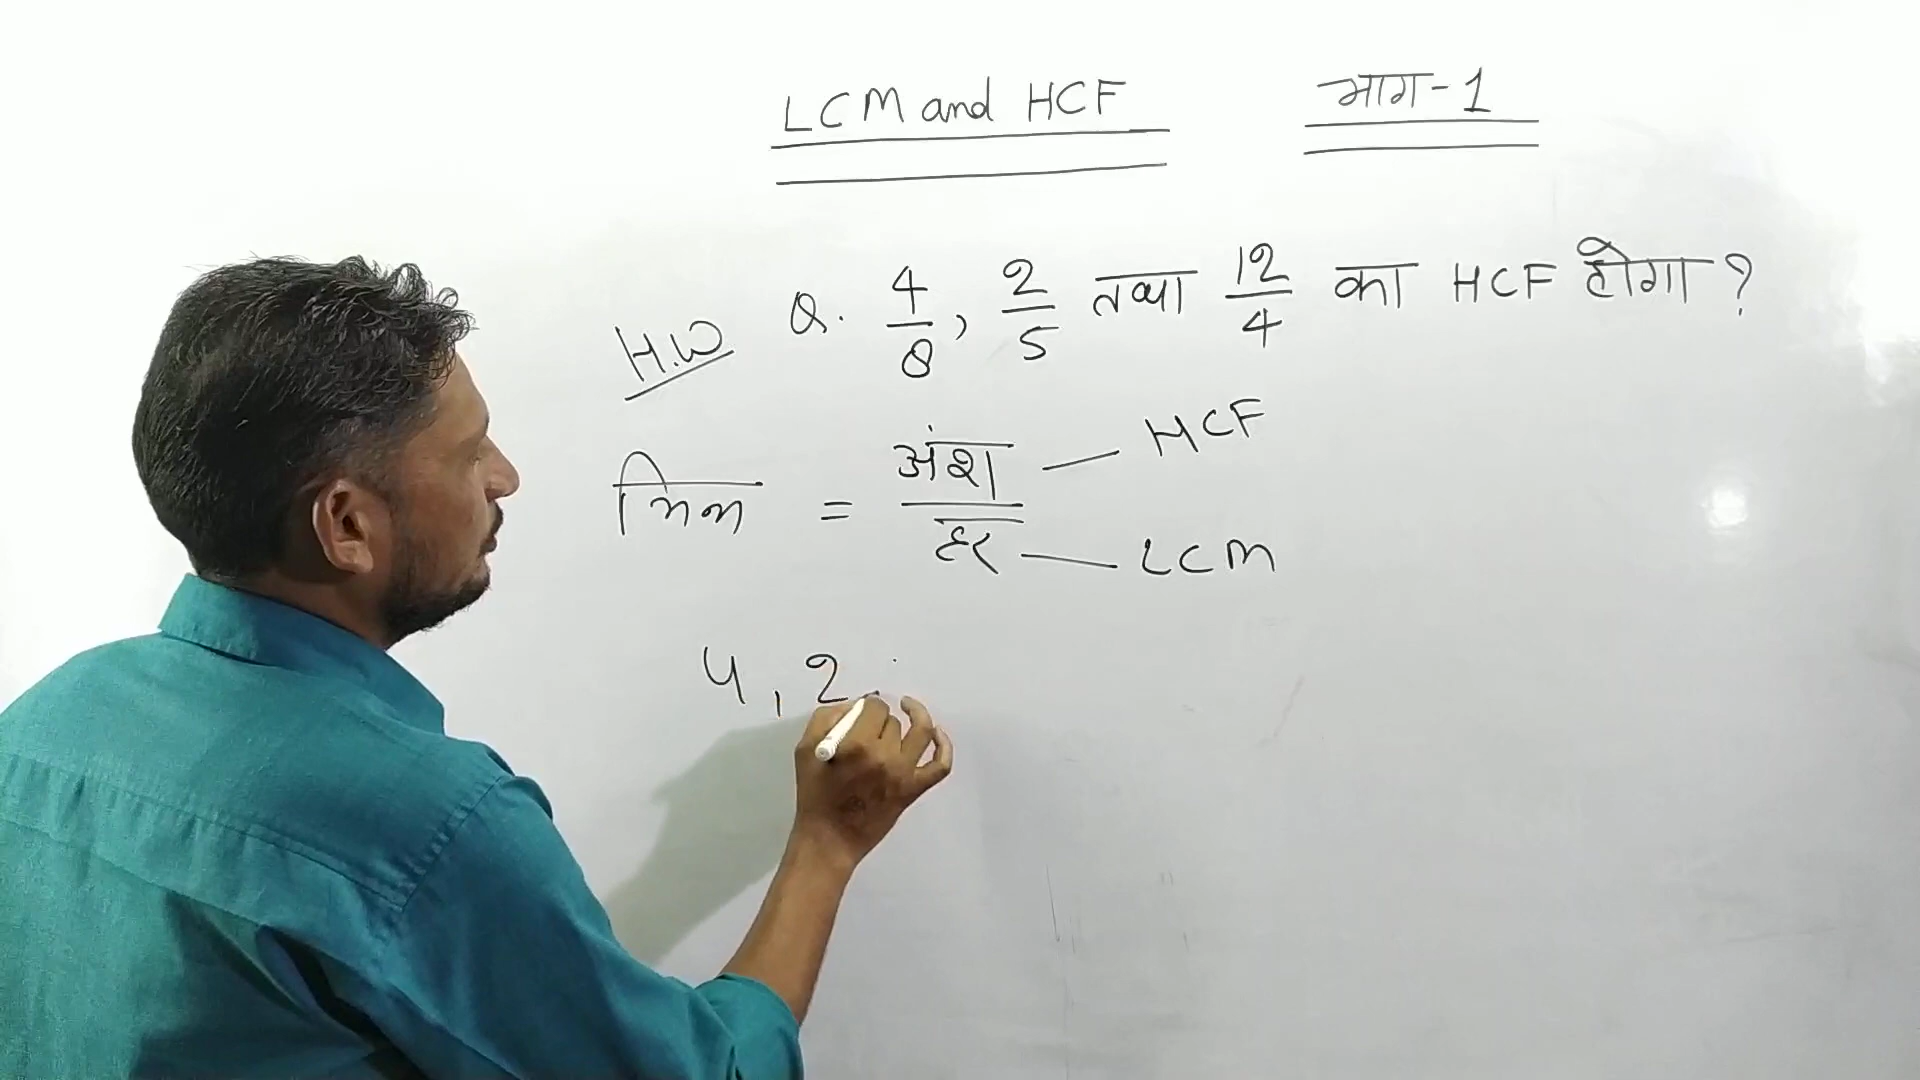 LCM and HCF भाग-1
H.W Q. 4/8, 2/5 तथा 12/4 का HCF होगा ?
भिन्न = अंश/हर — HCF — LCM
4, 2,